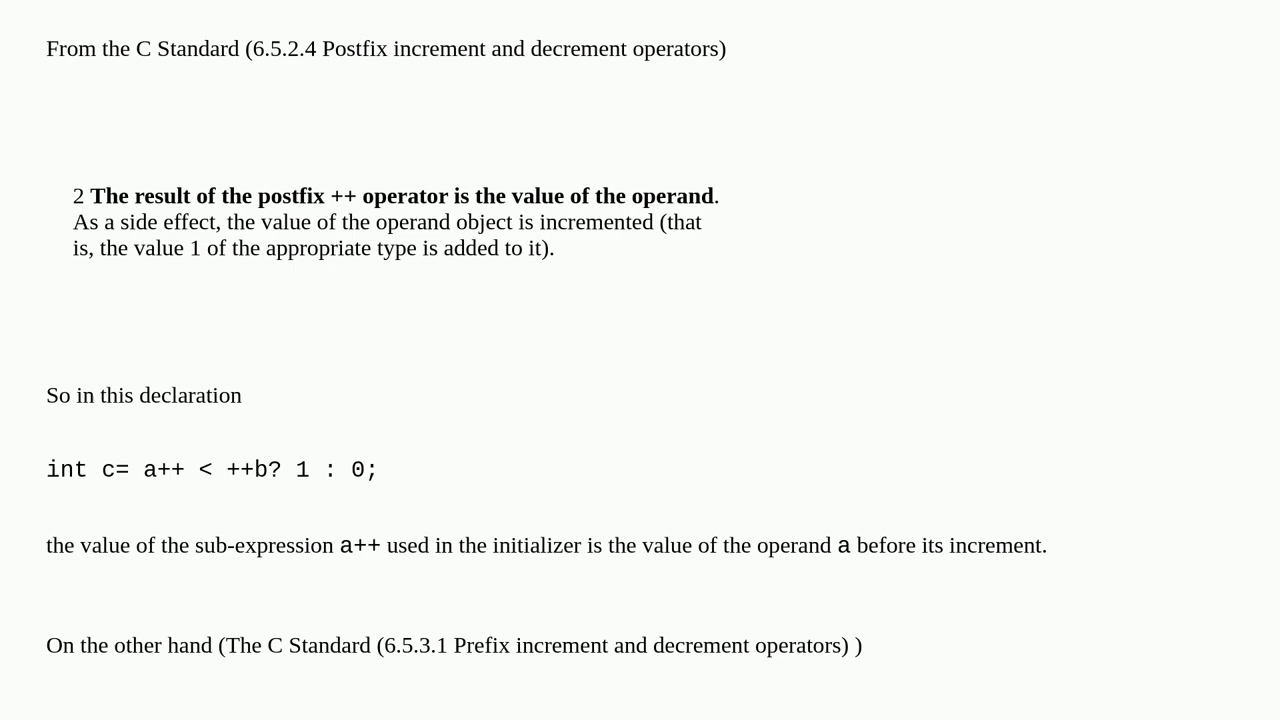 From the C Standard (6.5.2.4 Postfix increment and decrement operators)
2 The result of the postfix ++ operator is the value of the operand.
As a side effect, the value of the operand object is incremented (that
is, the value 1 of the appropriate type is added to it).
So in this declaration
int c= a++ < ++b? 1 : 0;
the value of the sub-expression a++ used in the initializer is the value of the operand a before its increment.
On the other hand (The C Standard (6.5.3.1 Prefix increment and decrement operators) )